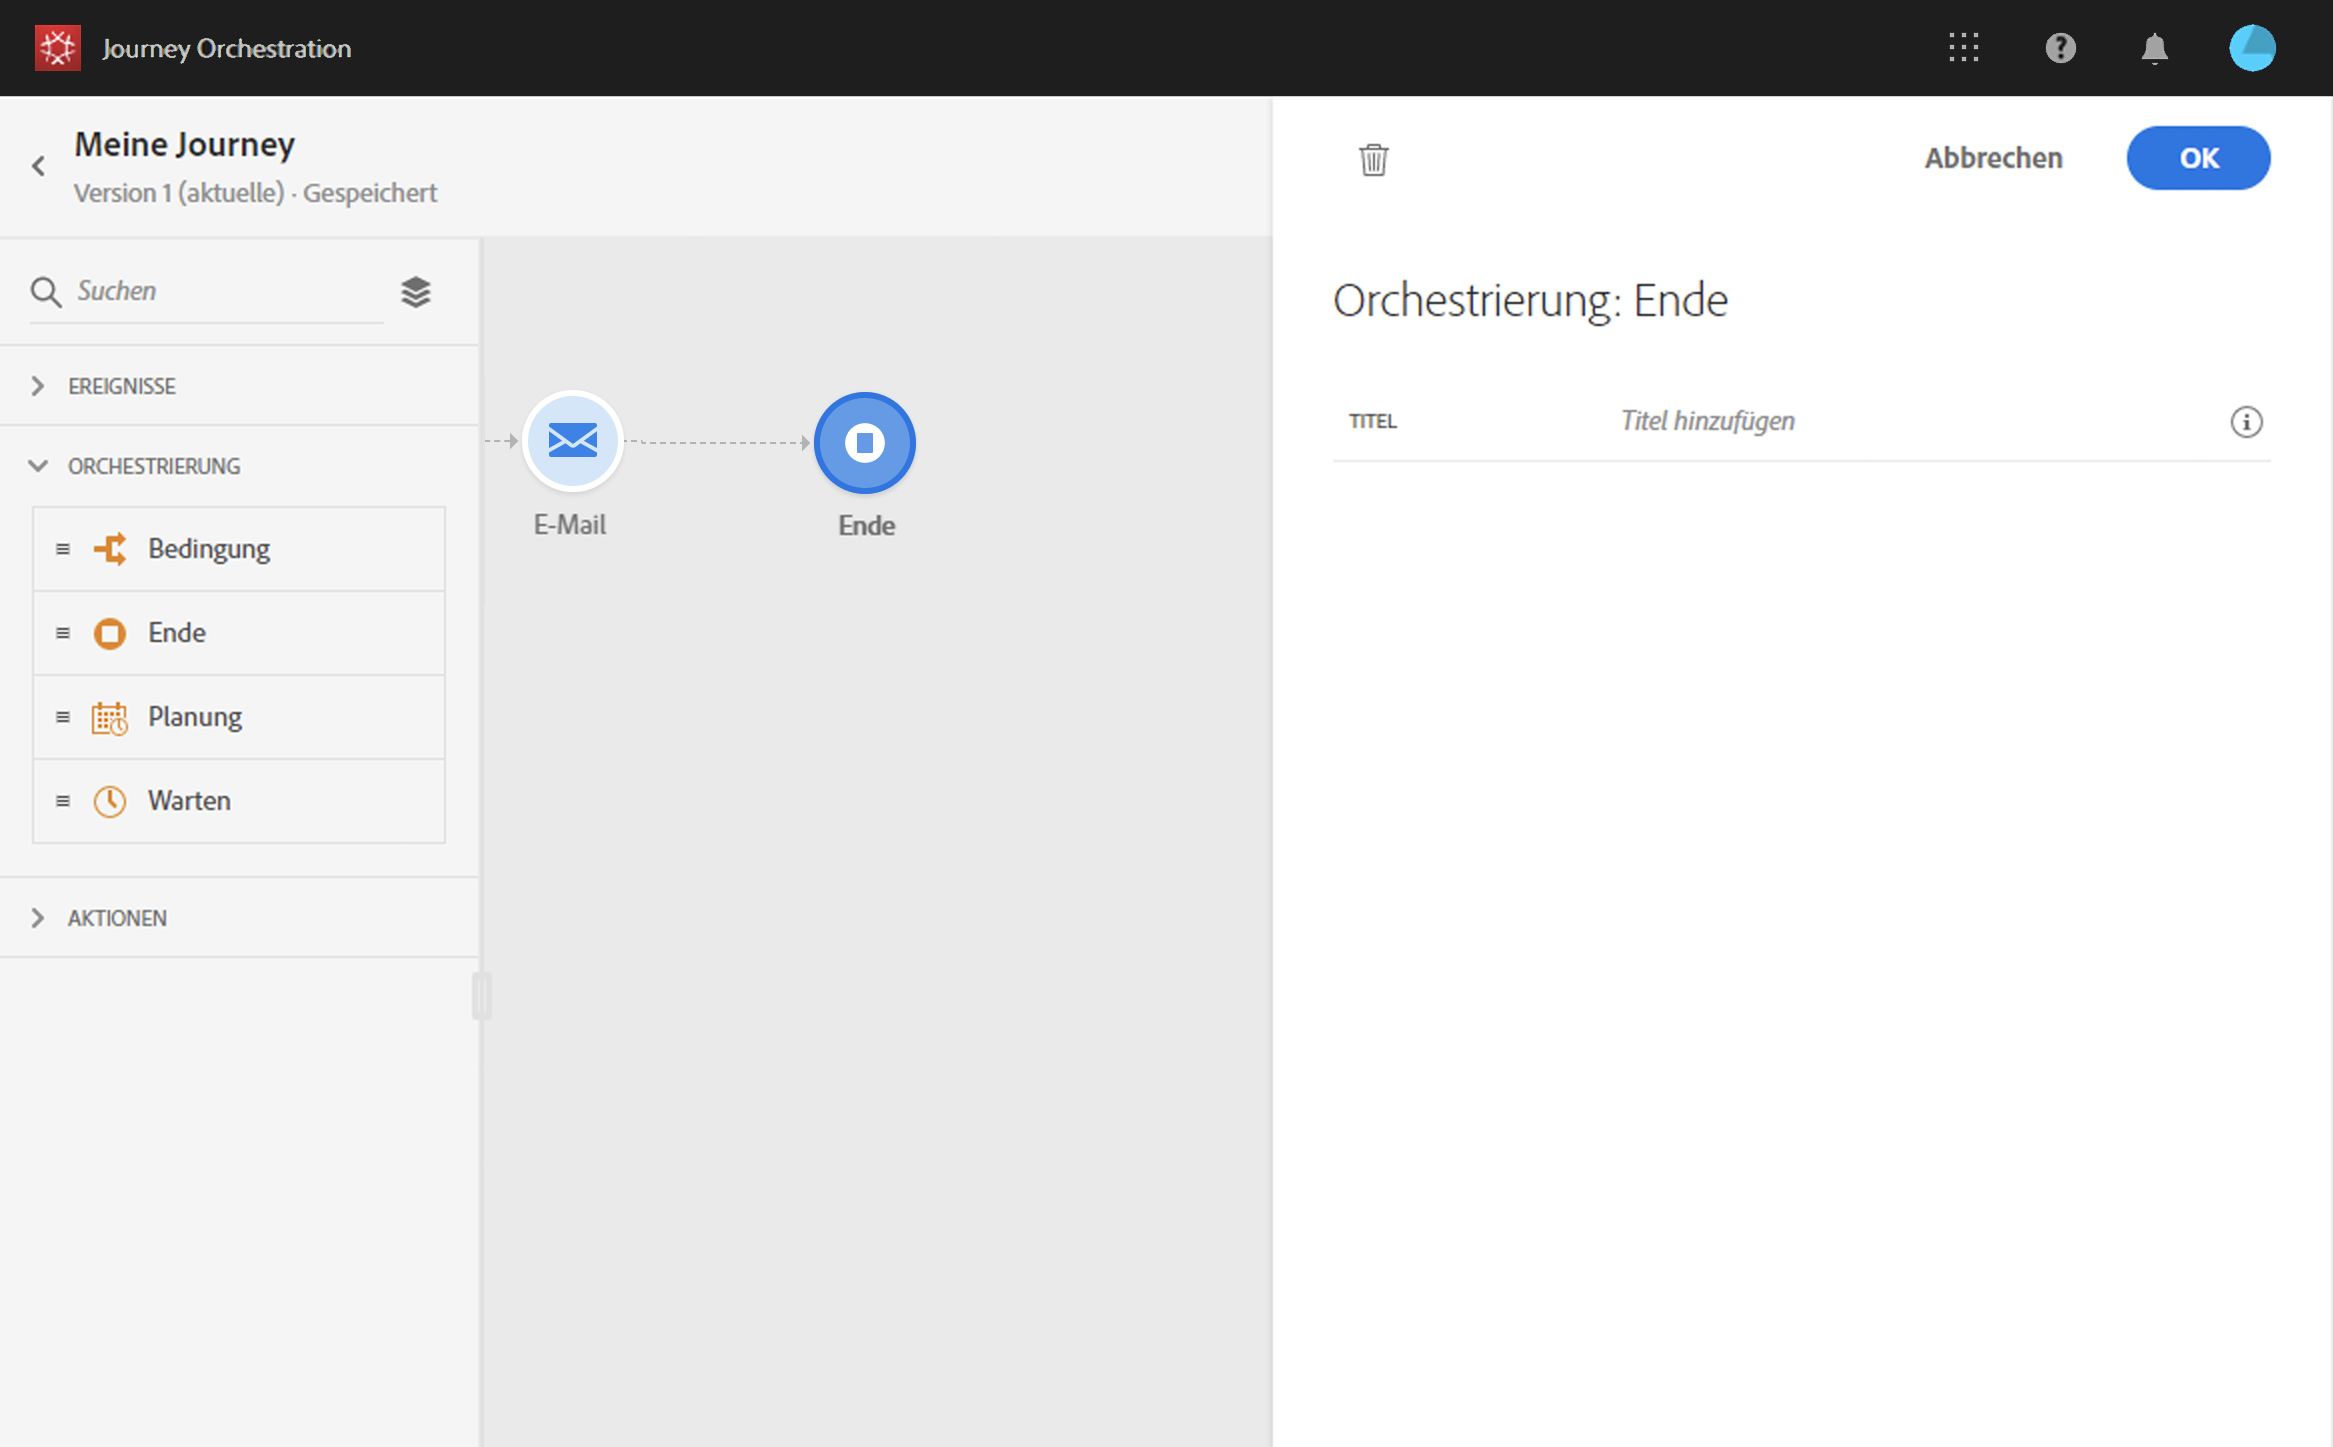 Journey Orchestration
Meine Journey
Version 1 (aktuelle) · Gespeichert
Abbrechen
OK
Suchen
EREIGNISSE
ORCHESTRIERUNG
Bedingung
Ende
Planung
Warten
AKTIONEN
E-Mail
Ende
Orchestrierung: Ende
TITEL
Titel hinzufügen